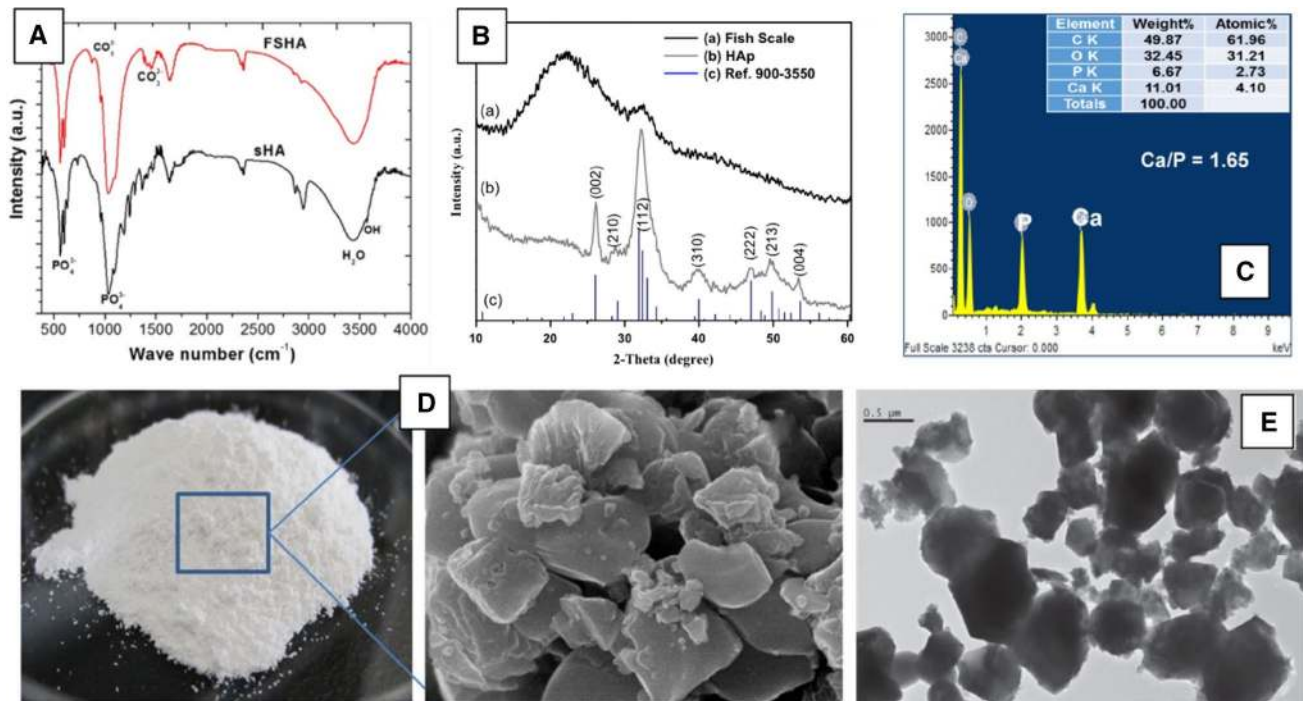 A
FSHA
CO₃²⁻
CO₃²⁻
sHA
OH
H₂O
PO₄³⁻
PO₄³⁻
Intensity (a.u.)
500 1000 1500 2000 2500 3000 3500 4000
Wave number (cm⁻¹)
B
(a) Fish Scale
(b) HAp
(c) Ref. 900-3550
(a)
(b)
(c)
(002)
(210)
(112)
(310)
(222)
(213)
(004)
Intensity (a.u.)
10 20 30 40 50 60
2-Theta (degree)
Element Weight% Atomic%
C K 49.87 61.96
O K 32.45 31.21
P K 6.67 2.73
Ca K 11.01 4.10
Totals 100.00
Ca/P = 1.65
3000
2500
2000
1500
1000
500
0
Ca
O
P
Ca
C
1 2 3 4 5 6 7 8 9
Full Scale 3238 cts Cursor: 0.000 keV
D
0.5 μm
E